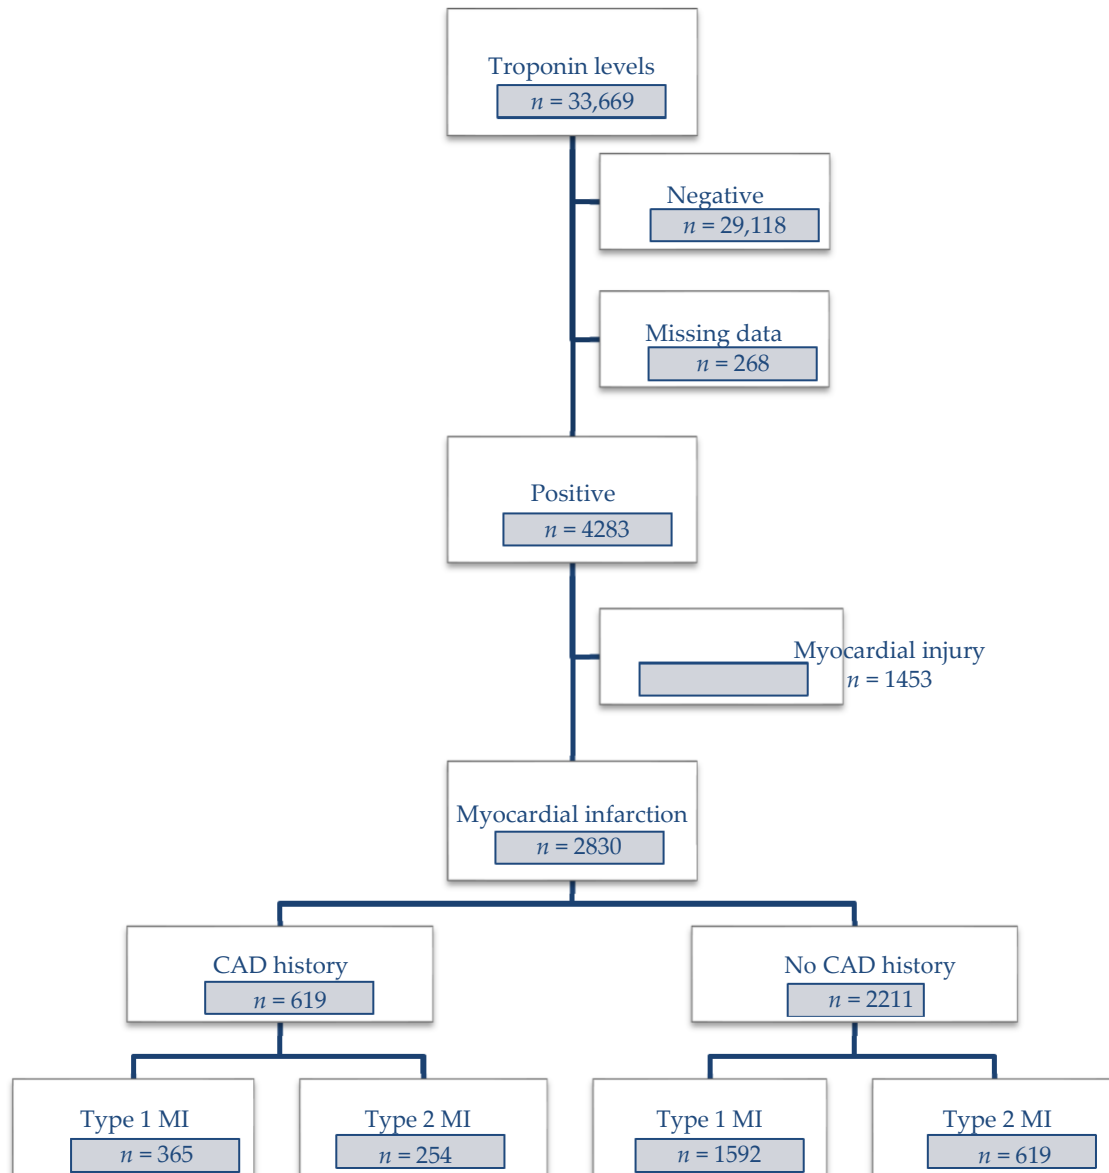 Troponin levels
n = 33,669
Negative
n = 29,118
Missing data
n = 268
Positive
n = 4283
Myocardial injury
n = 1453
Myocardial infarction
n = 2830
CAD history
n = 619
No CAD history
n = 2211
Type 1 MI
n = 365
Type 2 MI
n = 254
Type 1 MI
n = 1592
Type 2 MI
n = 619